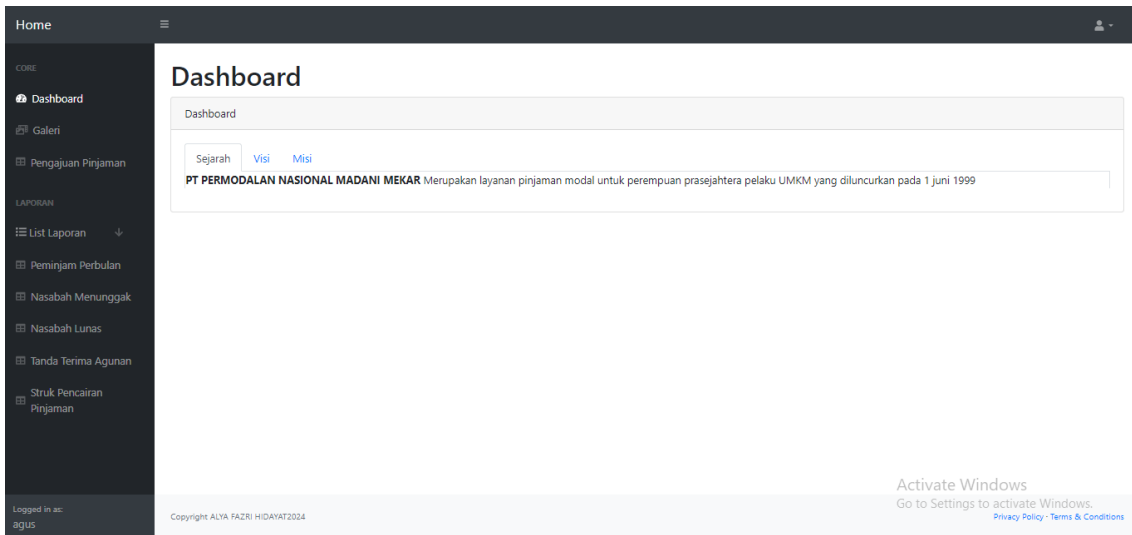 Home
CORE
Dashboard
Galeri
Pengajuan Pinjaman
LAPORAN
List Laporan
Peminjam Perbulan
Nasabah Menunggak
Nasabah Lunas
Tanda Terima Agunan
Struk Pencairan
Pinjaman
Logged in as:
agus
Dashboard
Dashboard
Sejarah Visi Misi
PT PERMODALAN NASIONAL MADANI MEKAR Merupakan layanan pinjaman modal untuk perempuan prasejahtera pelaku UMKM yang diluncurkan pada 1 juni 1999
Activate Windows
Go to Settings to activate Windows.
Copyright ALYA FAZRI HIDAYAT2024
Privacy Policy · Terms & Conditions